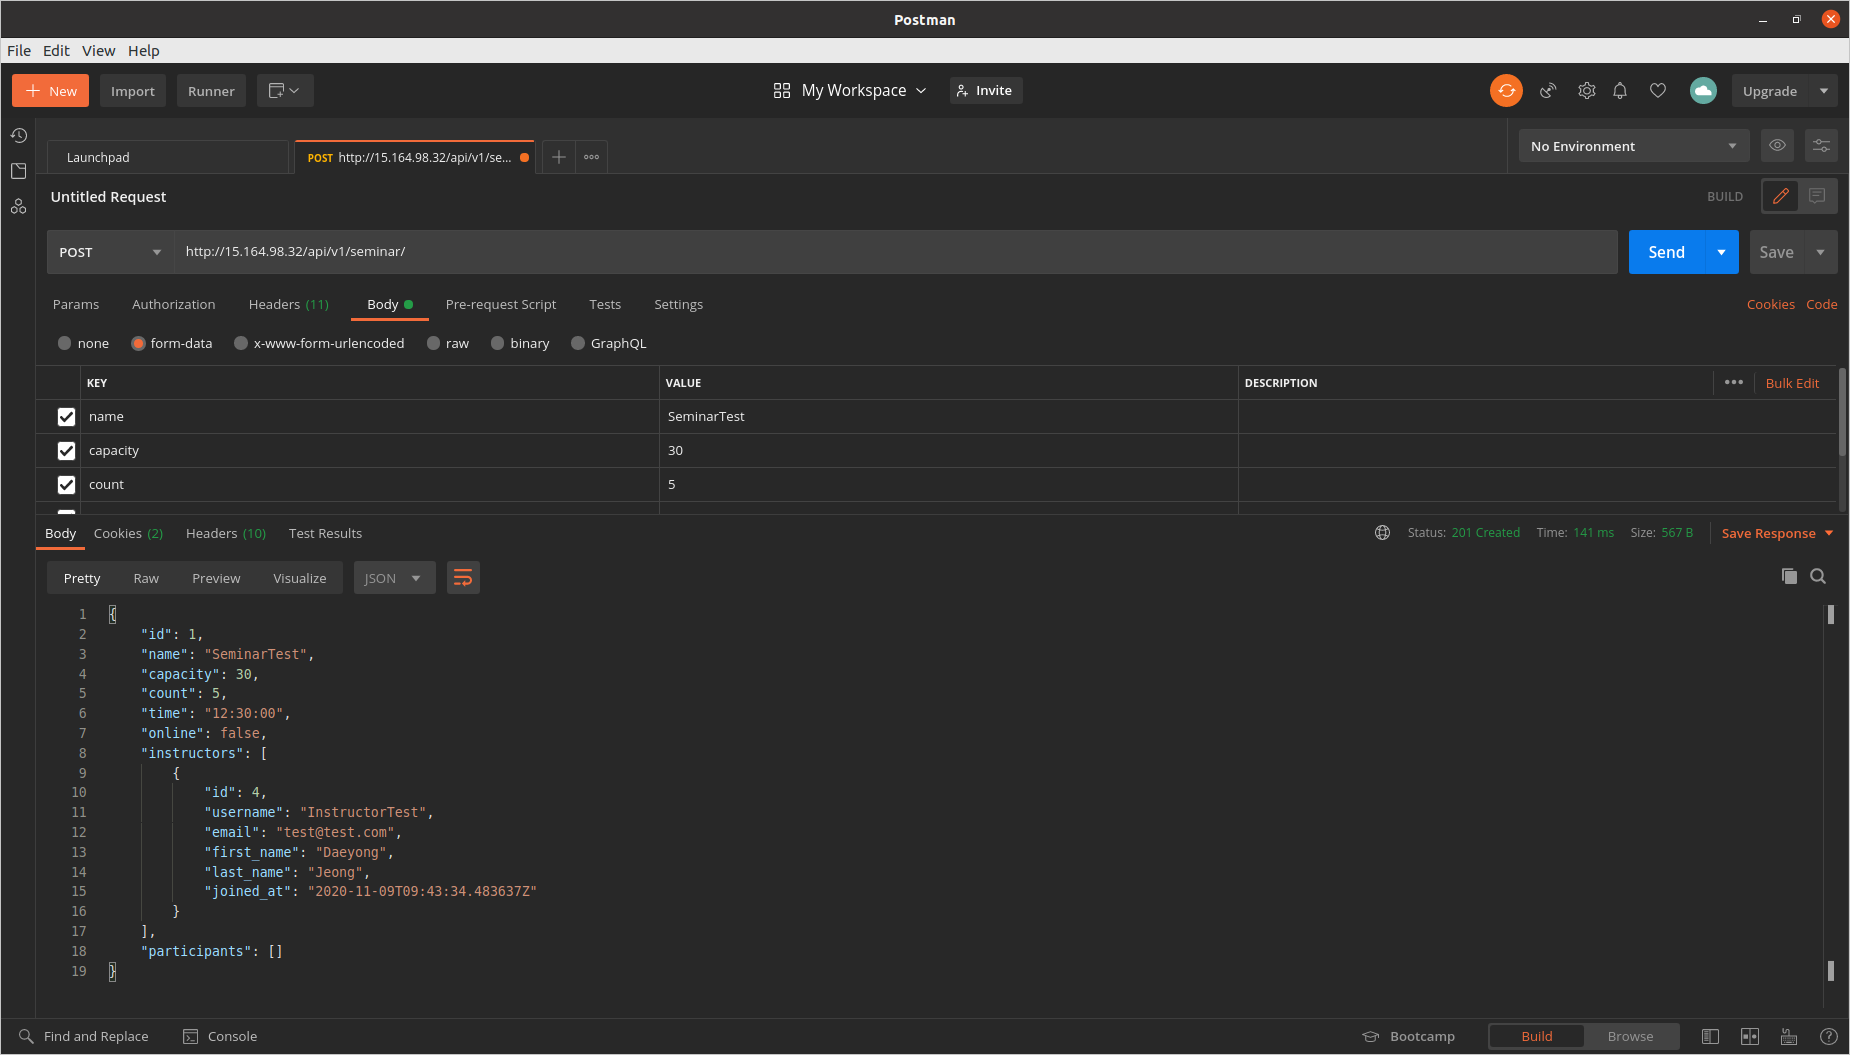 Postman
File Edit View Help
New Import Runner My Workspace Invite Upgrade
Launchpad POST http://15.164.98.32/api/v1/se... No Environment
Untitled Request BUILD
POST http://15.164.98.32/api/v1/seminar/ Send Save
Params Authorization Headers (11) Body Pre-request Script Tests Settings Cookies Code
none form-data x-www-form-urlencoded raw binary GraphQL
KEY VALUE DESCRIPTION Bulk Edit
name SeminarTest
capacity 30
count 5
Body Cookies (2) Headers (10) Test Results Status: 201 Created Time: 141 ms Size: 567 B Save Response
Pretty Raw Preview Visualize JSON
1 {
2 "id": 1,
3 "name": "SeminarTest",
4 "capacity": 30,
5 "count": 5,
6 "time": "12:30:00",
7 "online": false,
8 "instructors": [
9 {
10 "id": 4,
11 "username": "InstructorTest",
12 "email": "test@test.com",
13 "first_name": "Daeyong",
14 "last_name": "Jeong",
15 "joined_at": "2020-11-09T09:43:34.483637Z"
16 }
17 ],
18 "participants": []
19 }
Find and Replace Console Bootcamp Build Browse